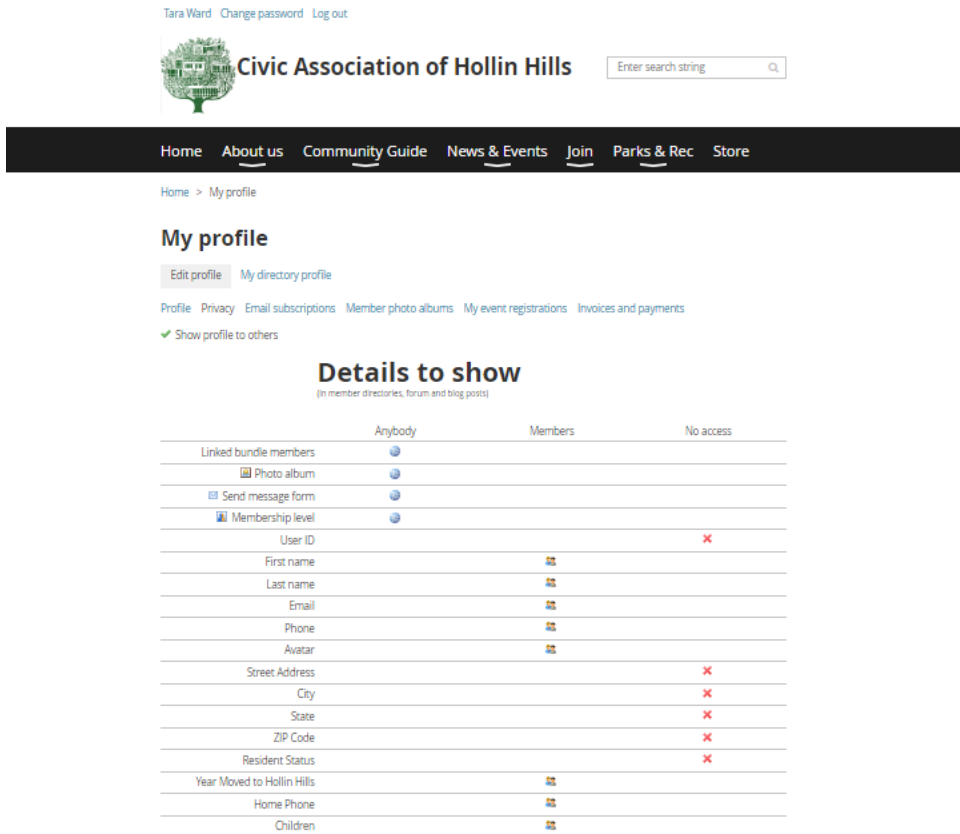 Tara Ward Change password Log out
Civic Association of Hollin Hills
Enter search string
Home About us Community Guide News & Events Join Parks & Rec Store
Home > My profile
My profile
Edit profile My directory profile
Profile Privacy Email subscriptions Member photo albums My event registrations Invoices and payments
Show profile to others
Details to show
(in member directories, forum and blog posts)
Anybody Members No access
Linked bundle members
Photo album
Send message form
Membership level
User ID
First name
Last name
Email
Phone
Avatar
Street Address
City
State
ZIP Code
Resident Status
Year Moved to Hollin Hills
Home Phone
Children